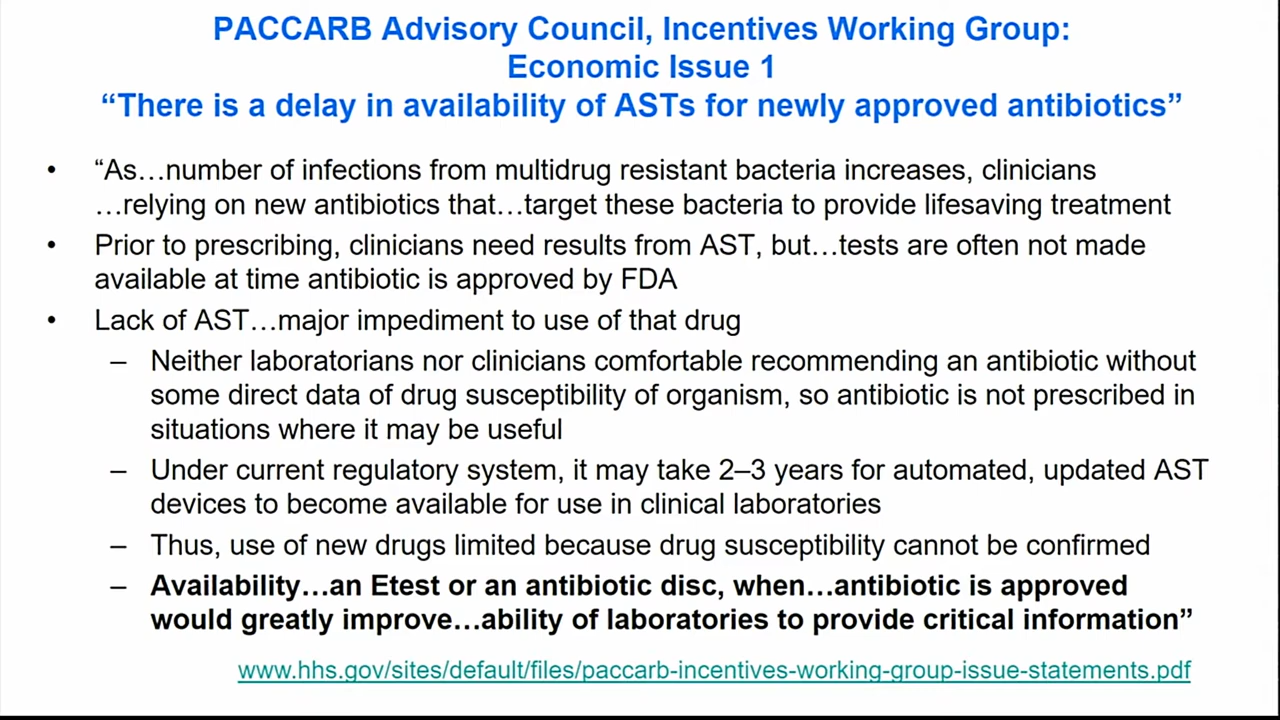 PACCARB Advisory Council, Incentives Working Group:
Economic Issue 1
“There is a delay in availability of ASTs for newly approved antibiotics”
• “As…number of infections from multidrug resistant bacteria increases, clinicians
…relying on new antibiotics that…target these bacteria to provide lifesaving treatment
• Prior to prescribing, clinicians need results from AST, but…tests are often not made
available at time antibiotic is approved by FDA
• Lack of AST…major impediment to use of that drug
– Neither laboratorians nor clinicians comfortable recommending an antibiotic without
some direct data of drug susceptibility of organism, so antibiotic is not prescribed in
situations where it may be useful
– Under current regulatory system, it may take 2–3 years for automated, updated AST
devices to become available for use in clinical laboratories
– Thus, use of new drugs limited because drug susceptibility cannot be confirmed
– Availability…an Etest or an antibiotic disc, when…antibiotic is approved
would greatly improve…ability of laboratories to provide critical information”
www.hhs.gov/sites/default/files/paccarb-incentives-working-group-issue-statements.pdf